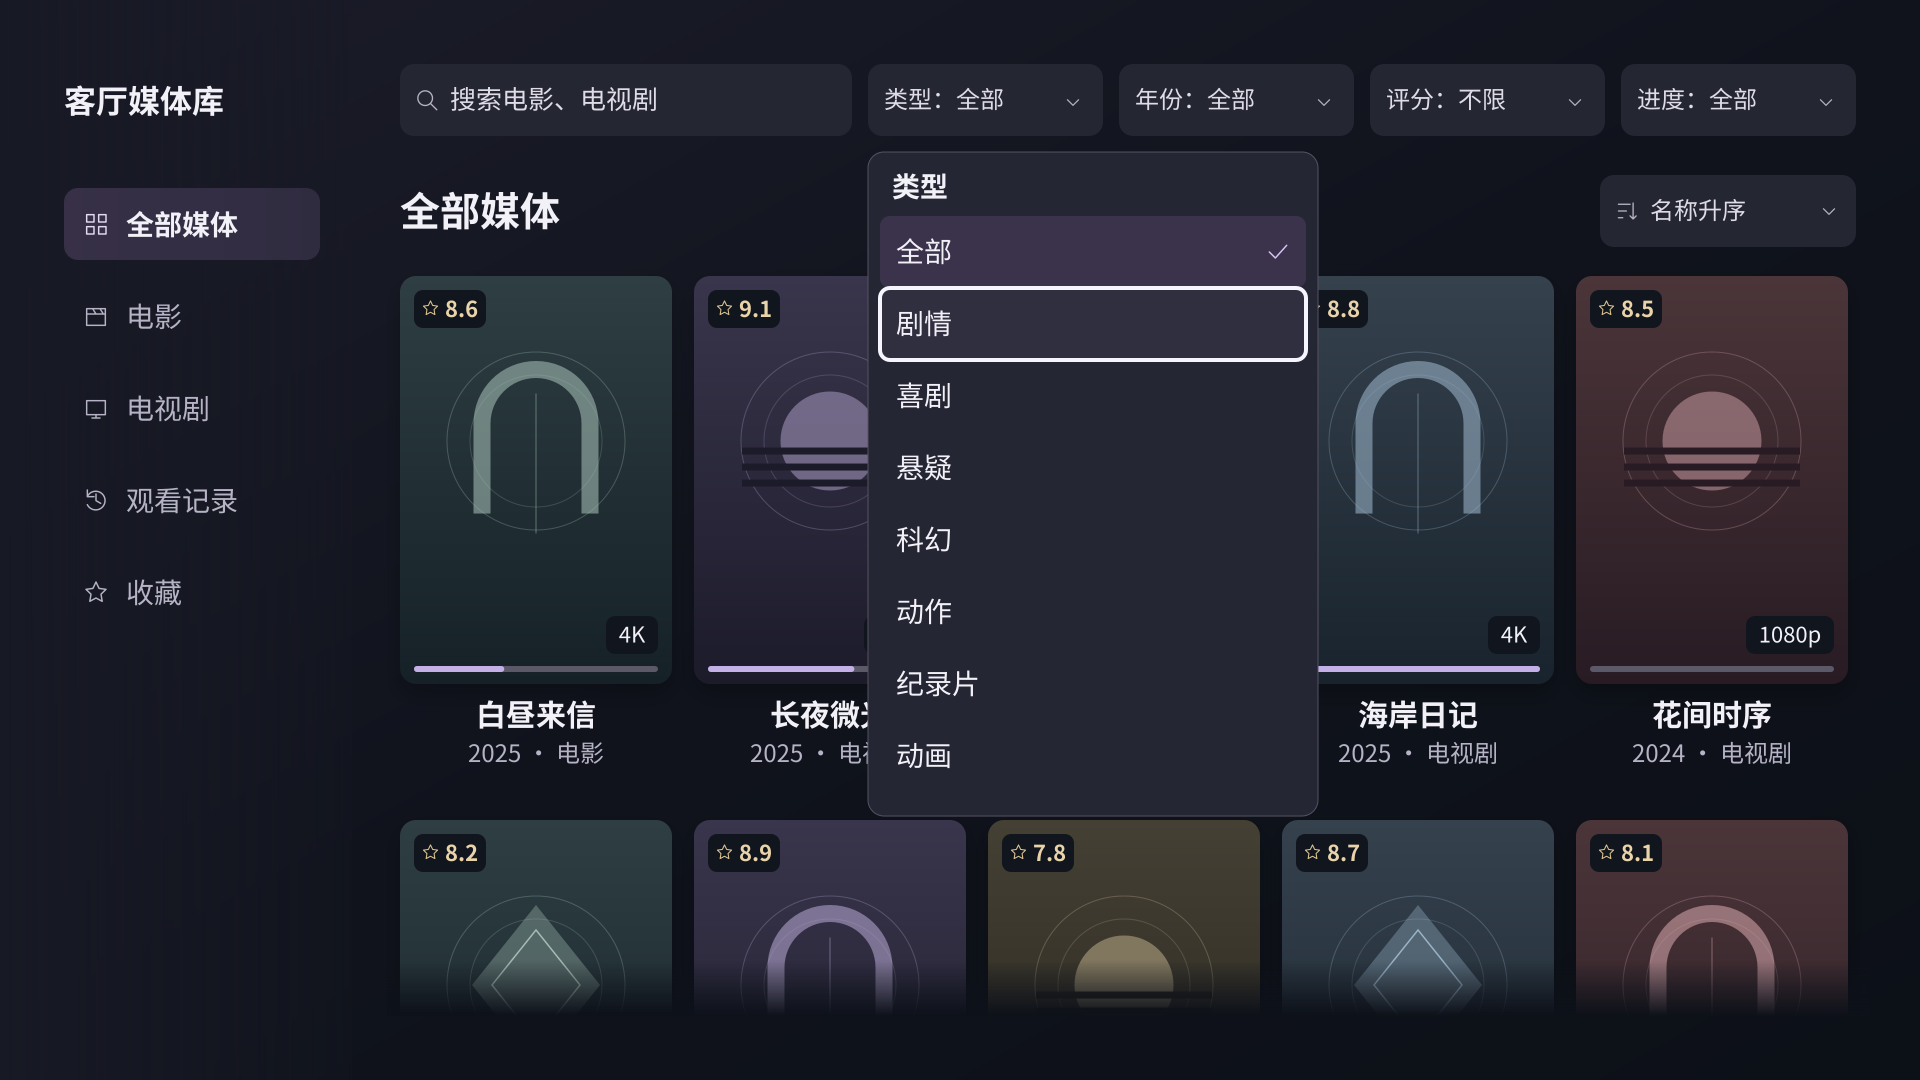 客厅媒体库
搜索电影、电视剧
类型：全部
年份：全部
评分：不限
进度：全部
全部媒体
电影
电视剧
观看记录
收藏
全部媒体
名称升序
类型
全部
剧情
喜剧
悬疑
科幻
动作
纪录片
动画
8.6
9.1
8.8
8.5
4K
4K
1080p
白昼来信
长夜微
海岸日记
花间时序
2025 • 电影
2025 • 电
2025 • 电视剧
2024 • 电视剧
8.2
8.9
7.8
8.7
8.1